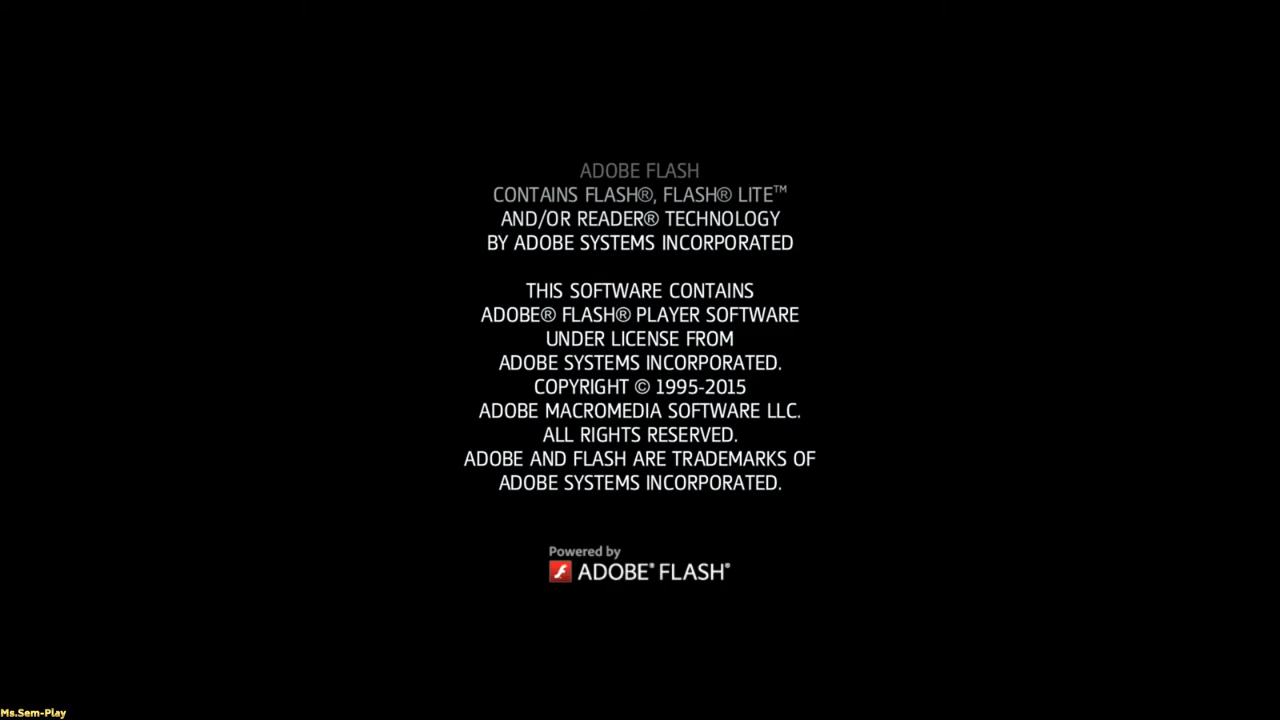 ADOBE FLASH
CONTAINS FLASH®, FLASH® LITE™
AND/OR READER® TECHNOLOGY
BY ADOBE SYSTEMS INCORPORATED
THIS SOFTWARE CONTAINS
ADOBE® FLASH® PLAYER SOFTWARE
UNDER LICENSE FROM
ADOBE SYSTEMS INCORPORATED.
COPYRIGHT © 1995-2015
ADOBE MACROMEDIA SOFTWARE LLC.
ALL RIGHTS RESERVED.
ADOBE AND FLASH ARE TRADEMARKS OF
ADOBE SYSTEMS INCORPORATED.
Powered by
ADOBE® FLASH®
Ms.Sem-Play